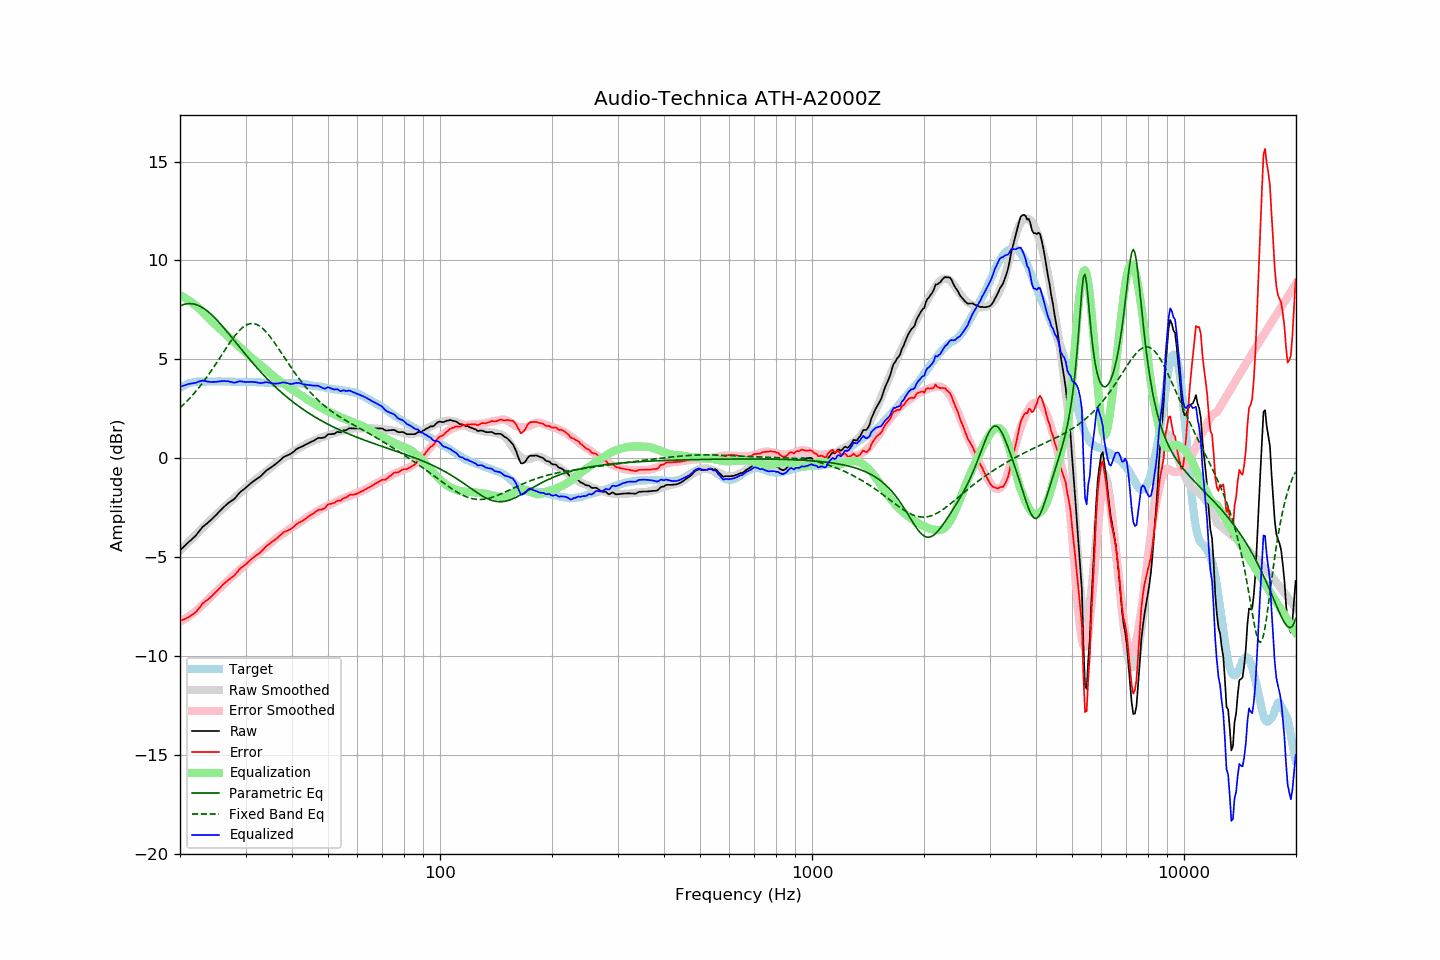 Audio-Technica ATH-A2000Z
15
10
5
0
−5
−10
−15
−20
Amplitude (dBr)
Target
Raw Smoothed
Error Smoothed
Raw
Error
Equalization
Parametric Eq
Fixed Band Eq
Equalized
100
1000
10000
Frequency (Hz)